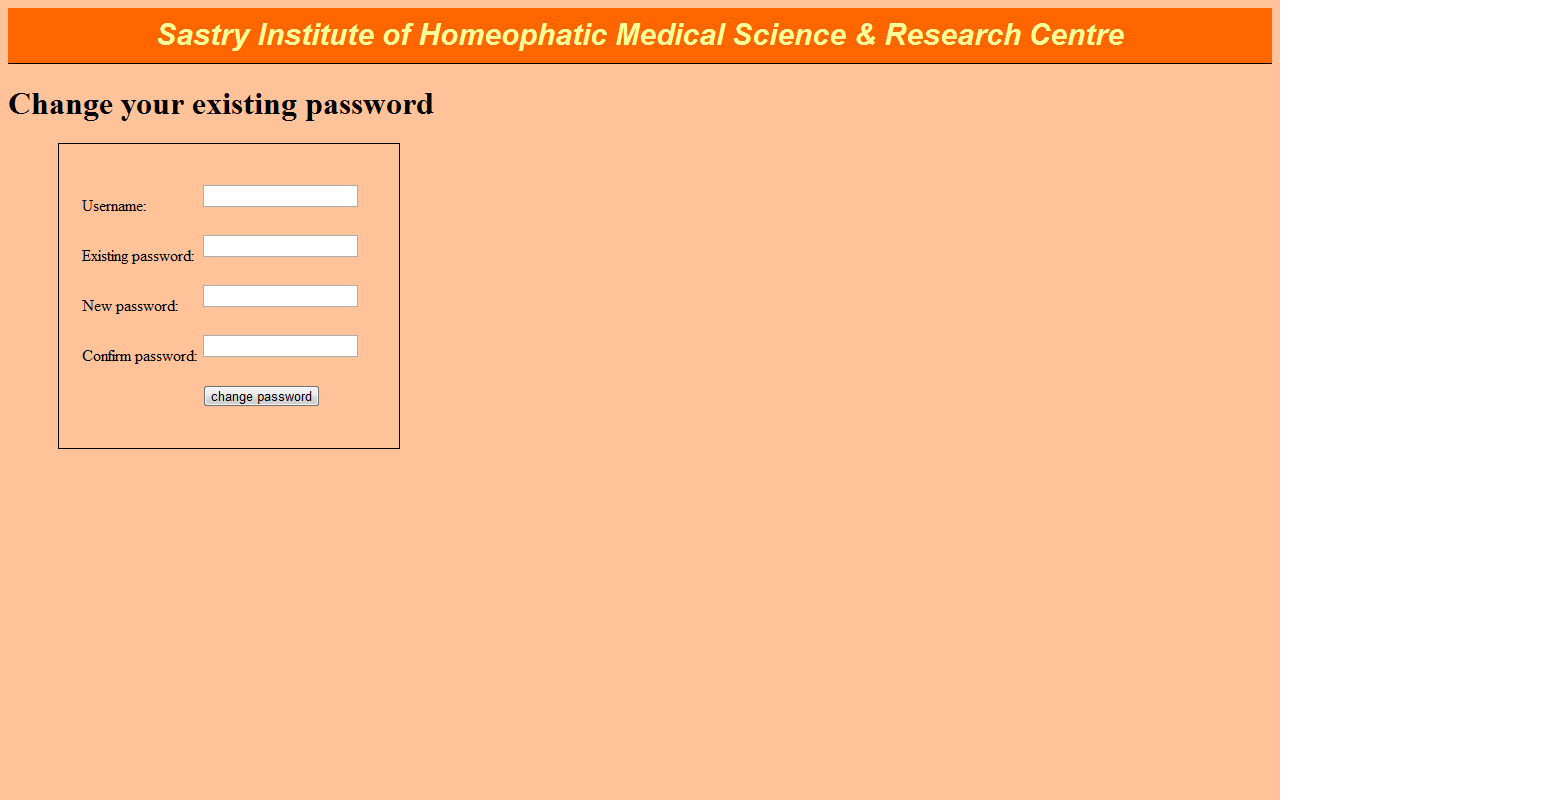 Sastry Institute of Homeophatic Medical Science & Research Centre
Change your existing password
Username:
Existing password:
New password:
Confirm password:
change password